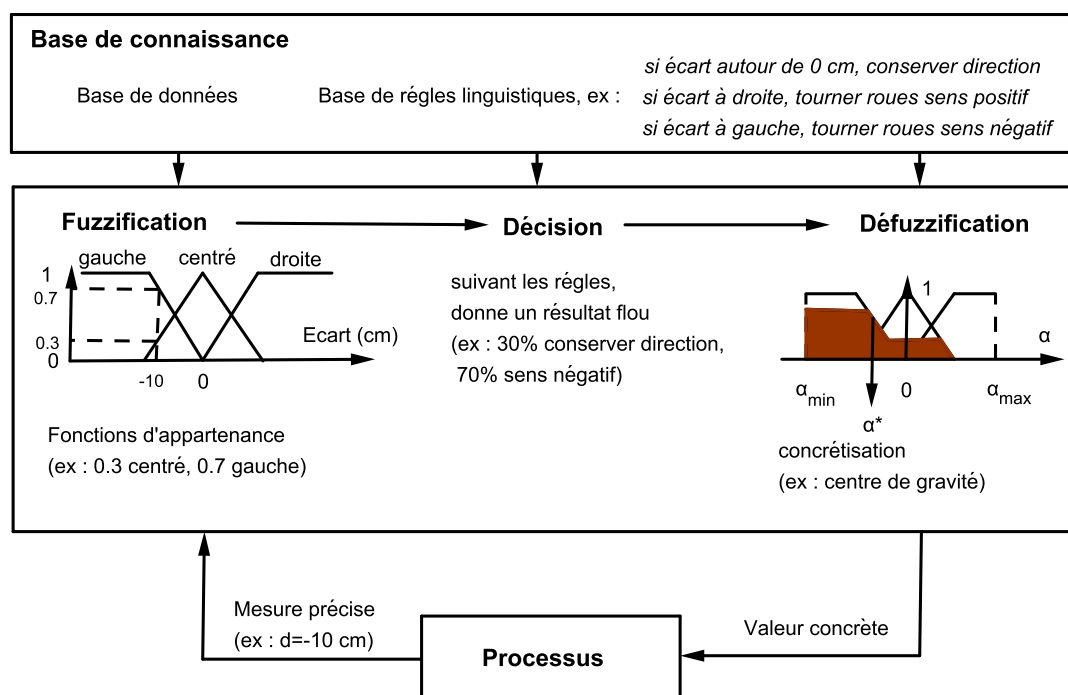 Base de connaissance
Base de données
Base de régles linguistiques, ex :
si écart autour de 0 cm, conserver direction
si écart à droite, tourner roues sens positif
si écart à gauche, tourner roues sens négatif
Fuzzification
Décision
Défuzzification
gauche
centré
droite
1
0.7
0.3
0
Ecart (cm)
-10
0
Fonctions d'appartenance
(ex : 0.3 centré, 0.7 gauche)
suivant les régles,
donne un résultat flou
(ex : 30% conserver direction,
70% sens négatif)
1
α
αmin
0
αmax
α*
concrétisation
(ex : centre de gravité)
Mesure précise
(ex : d=-10 cm)
Processus
Valeur concrète